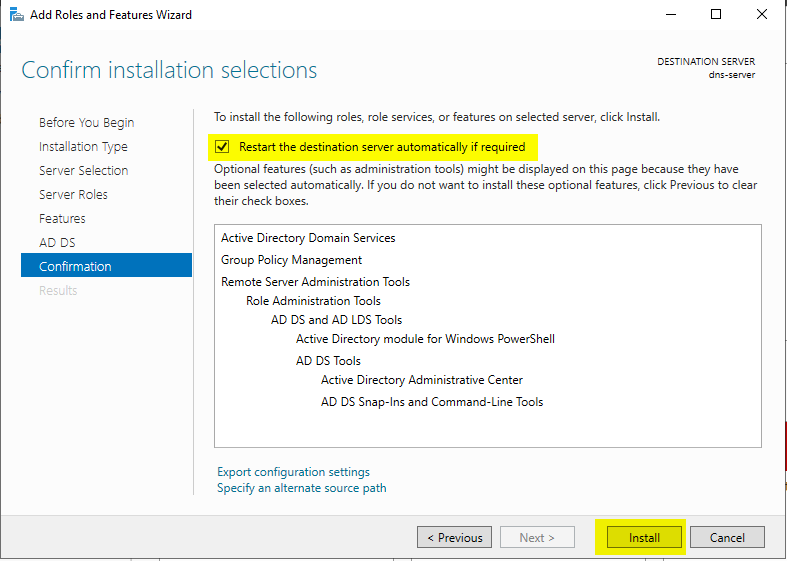 Add Roles and Features Wizard
Confirm installation selections
DESTINATION SERVER
dns-server
Before You Begin
Installation Type
Server Selection
Server Roles
Features
AD DS
Confirmation
Results
To install the following roles, role services, or features on selected server, click Install.
Restart the destination server automatically if required
Optional features (such as administration tools) might be displayed on this page because they have
been selected automatically. If you do not want to install these optional features, click Previous to clear
their check boxes.
Active Directory Domain Services
Group Policy Management
Remote Server Administration Tools
Role Administration Tools
AD DS and AD LDS Tools
Active Directory module for Windows PowerShell
AD DS Tools
Active Directory Administrative Center
AD DS Snap-Ins and Command-Line Tools
Export configuration settings
Specify an alternate source path
< Previous
Next >
Install
Cancel